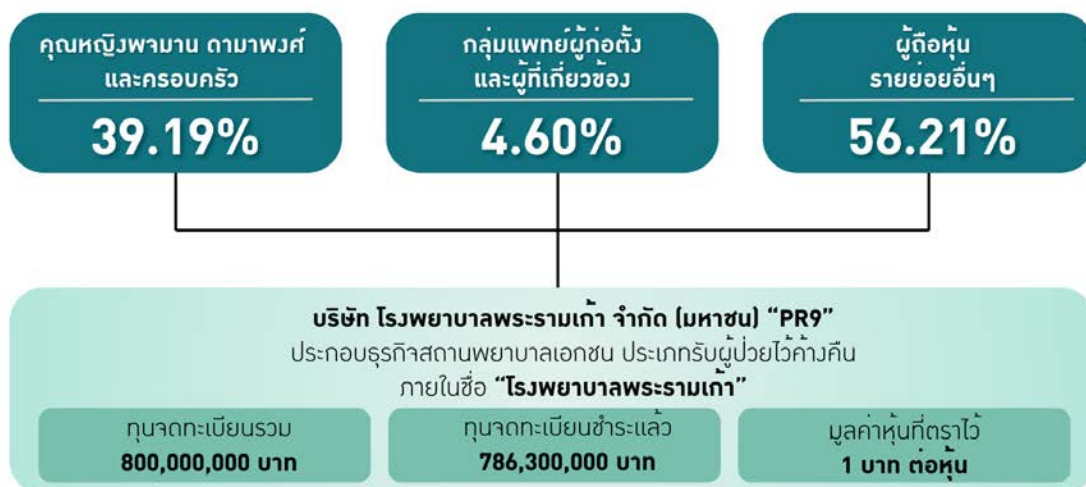 คุณหญิงพจมาน ดามาพงศ์
และครอบครัว
39.19%
กลุ่มแพทย์ผู้ก่อตั้ง
และผู้ที่เกี่ยวข้อง
4.60%
ผู้ถือหุ้น
รายย่อยอื่นๆ
56.21%
บริษัท โรงพยาบาลพระรามเก้า จำกัด (มหาชน) “PR9”
ประกอบธุรกิจสถานพยาบาลเอกชน ประเภทรับผู้ป่วยไว้ค้างคืน
ภายในชื่อ “โรงพยาบาลพระรามเก้า”
ทุนจดทะเบียนรวม
800,000,000 บาท
ทุนจดทะเบียนชำระแล้ว
786,300,000 บาท
มูลค่าหุ้นที่ตราไว้
1 บาท ต่อหุ้น